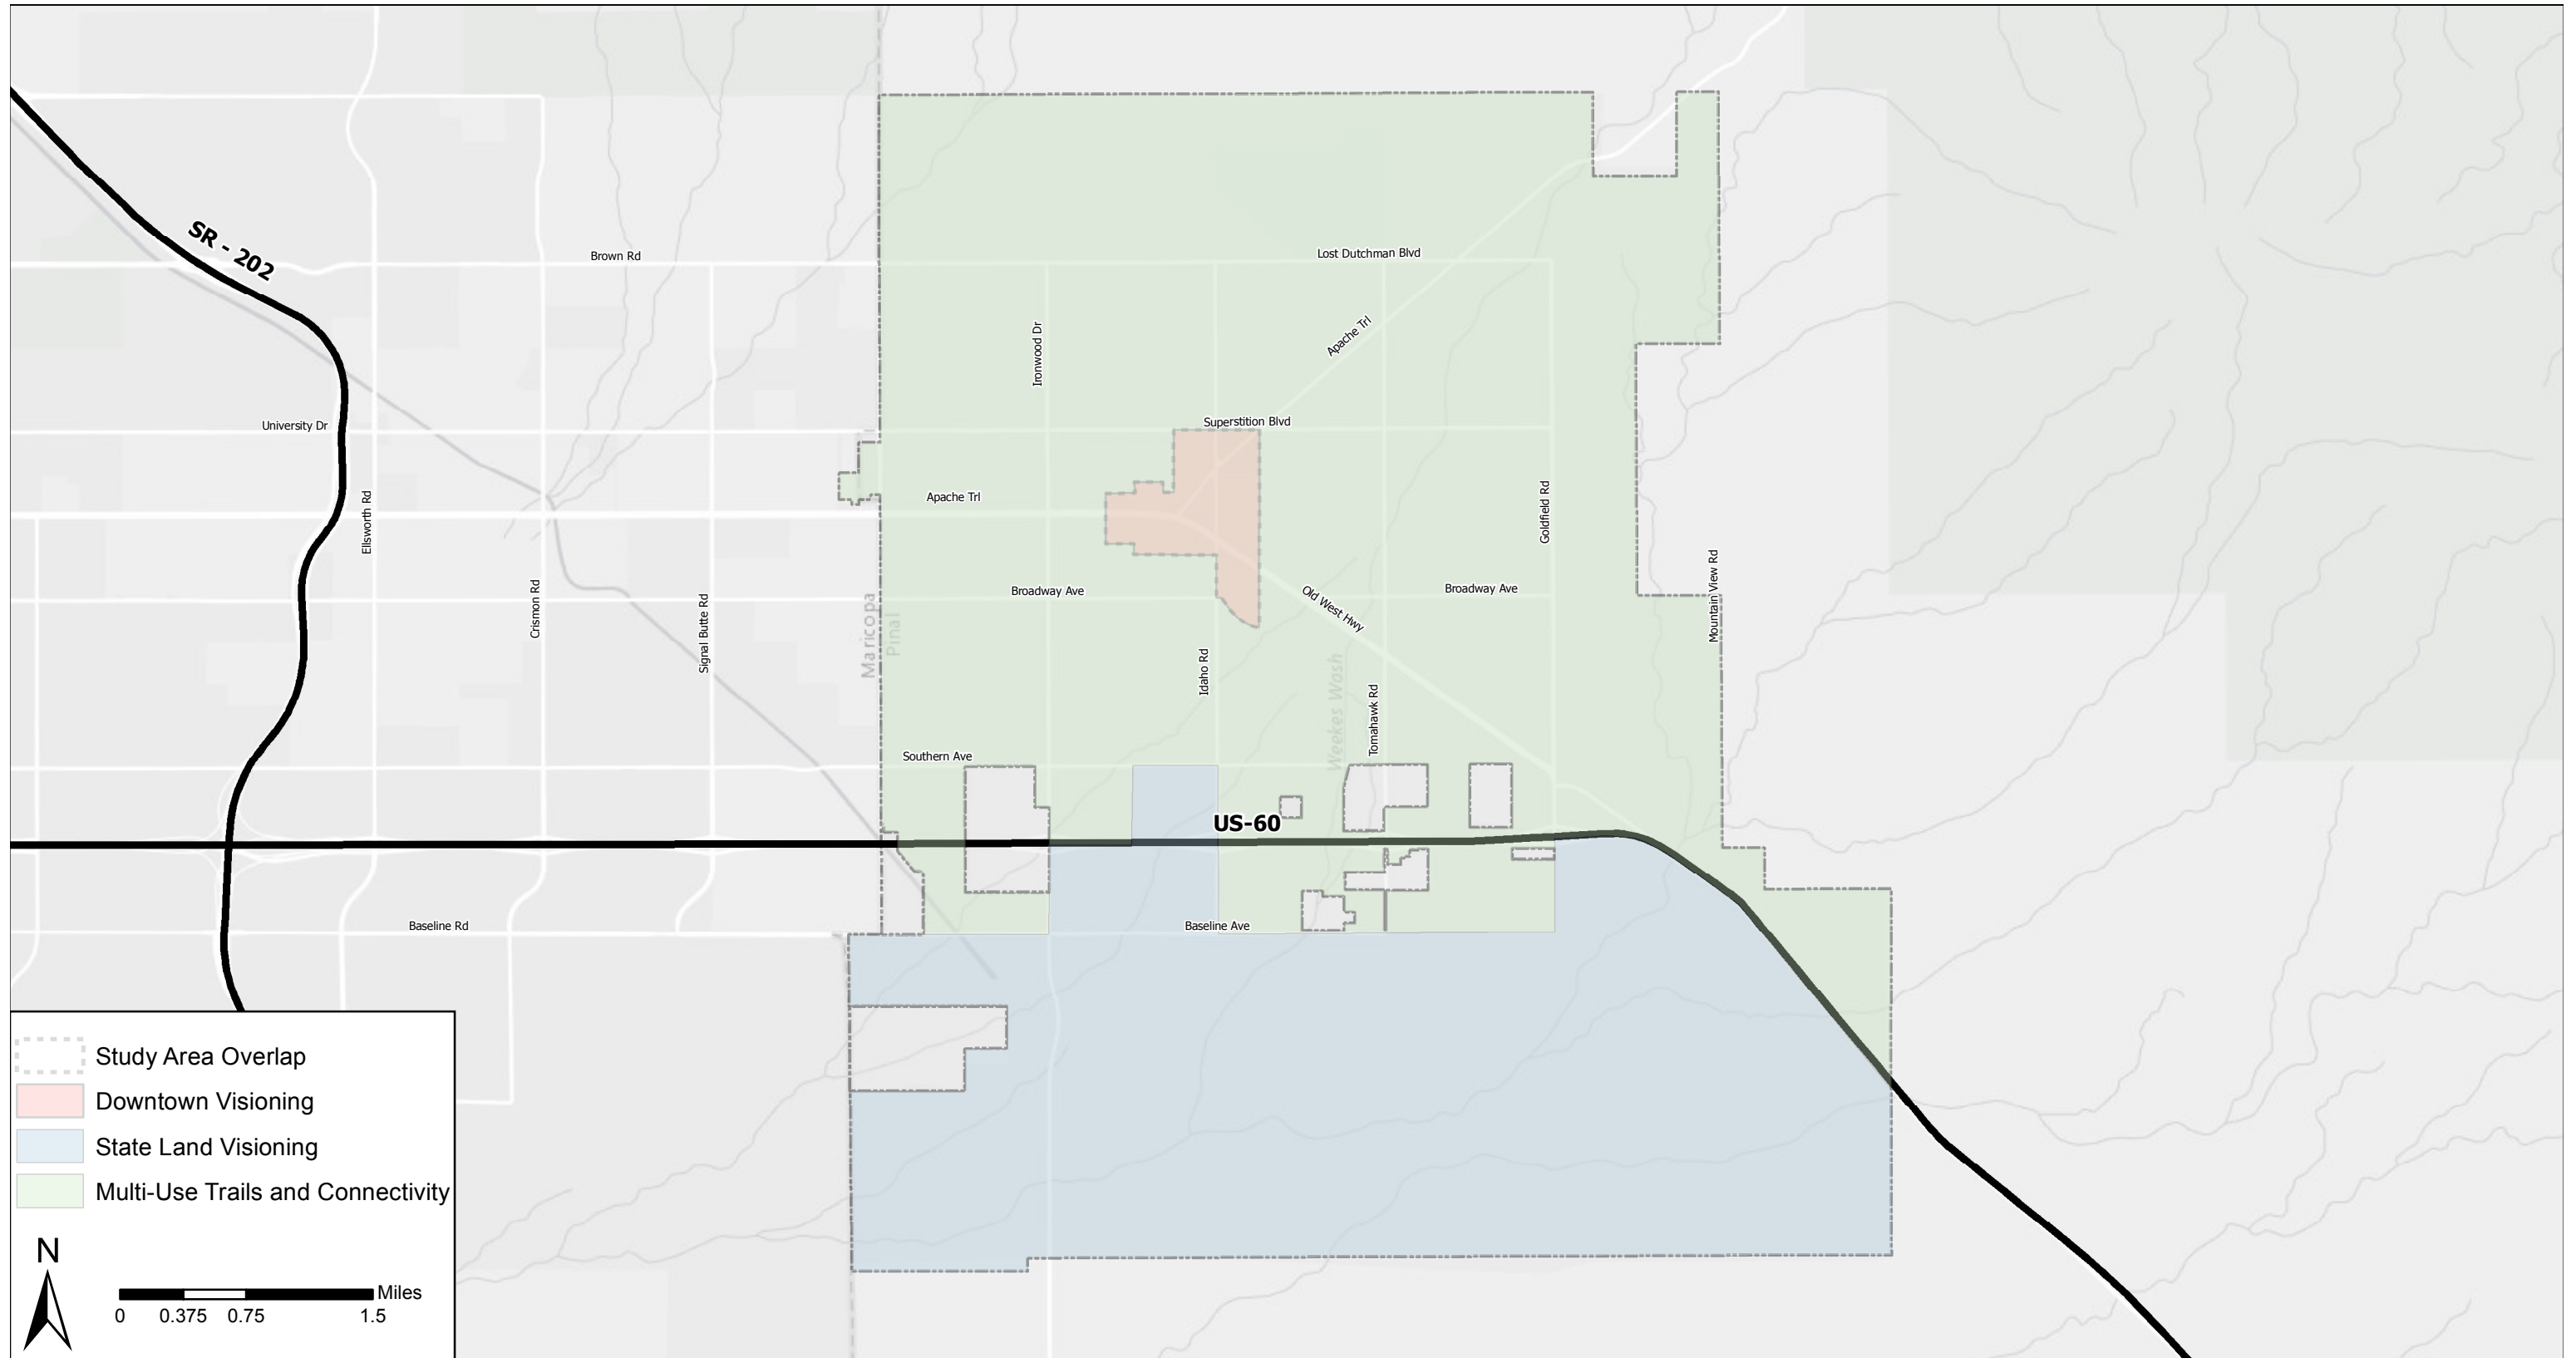 SR - 202
Brown Rd
Lost Dutchman Blvd
Ironwood Dr
Apache Trl
University Dr
Superstition Blvd
Ellsworth Rd
Apache Trl
Goldfield Rd
Crismon Rd
Signal Butte Rd
Maricopa
Pinal
Broadway Ave
Broadway Ave
Old West Hwy
Mountain View Rd
Idaho Rd
Weekes Wash
Tomahawk Rd
Southern Ave
US-60
Baseline Rd
Baseline Ave
Study Area Overlap
Downtown Visioning
State Land Visioning
Multi-Use Trails and Connectivity
N
Miles
0 0.375 0.75 1.5